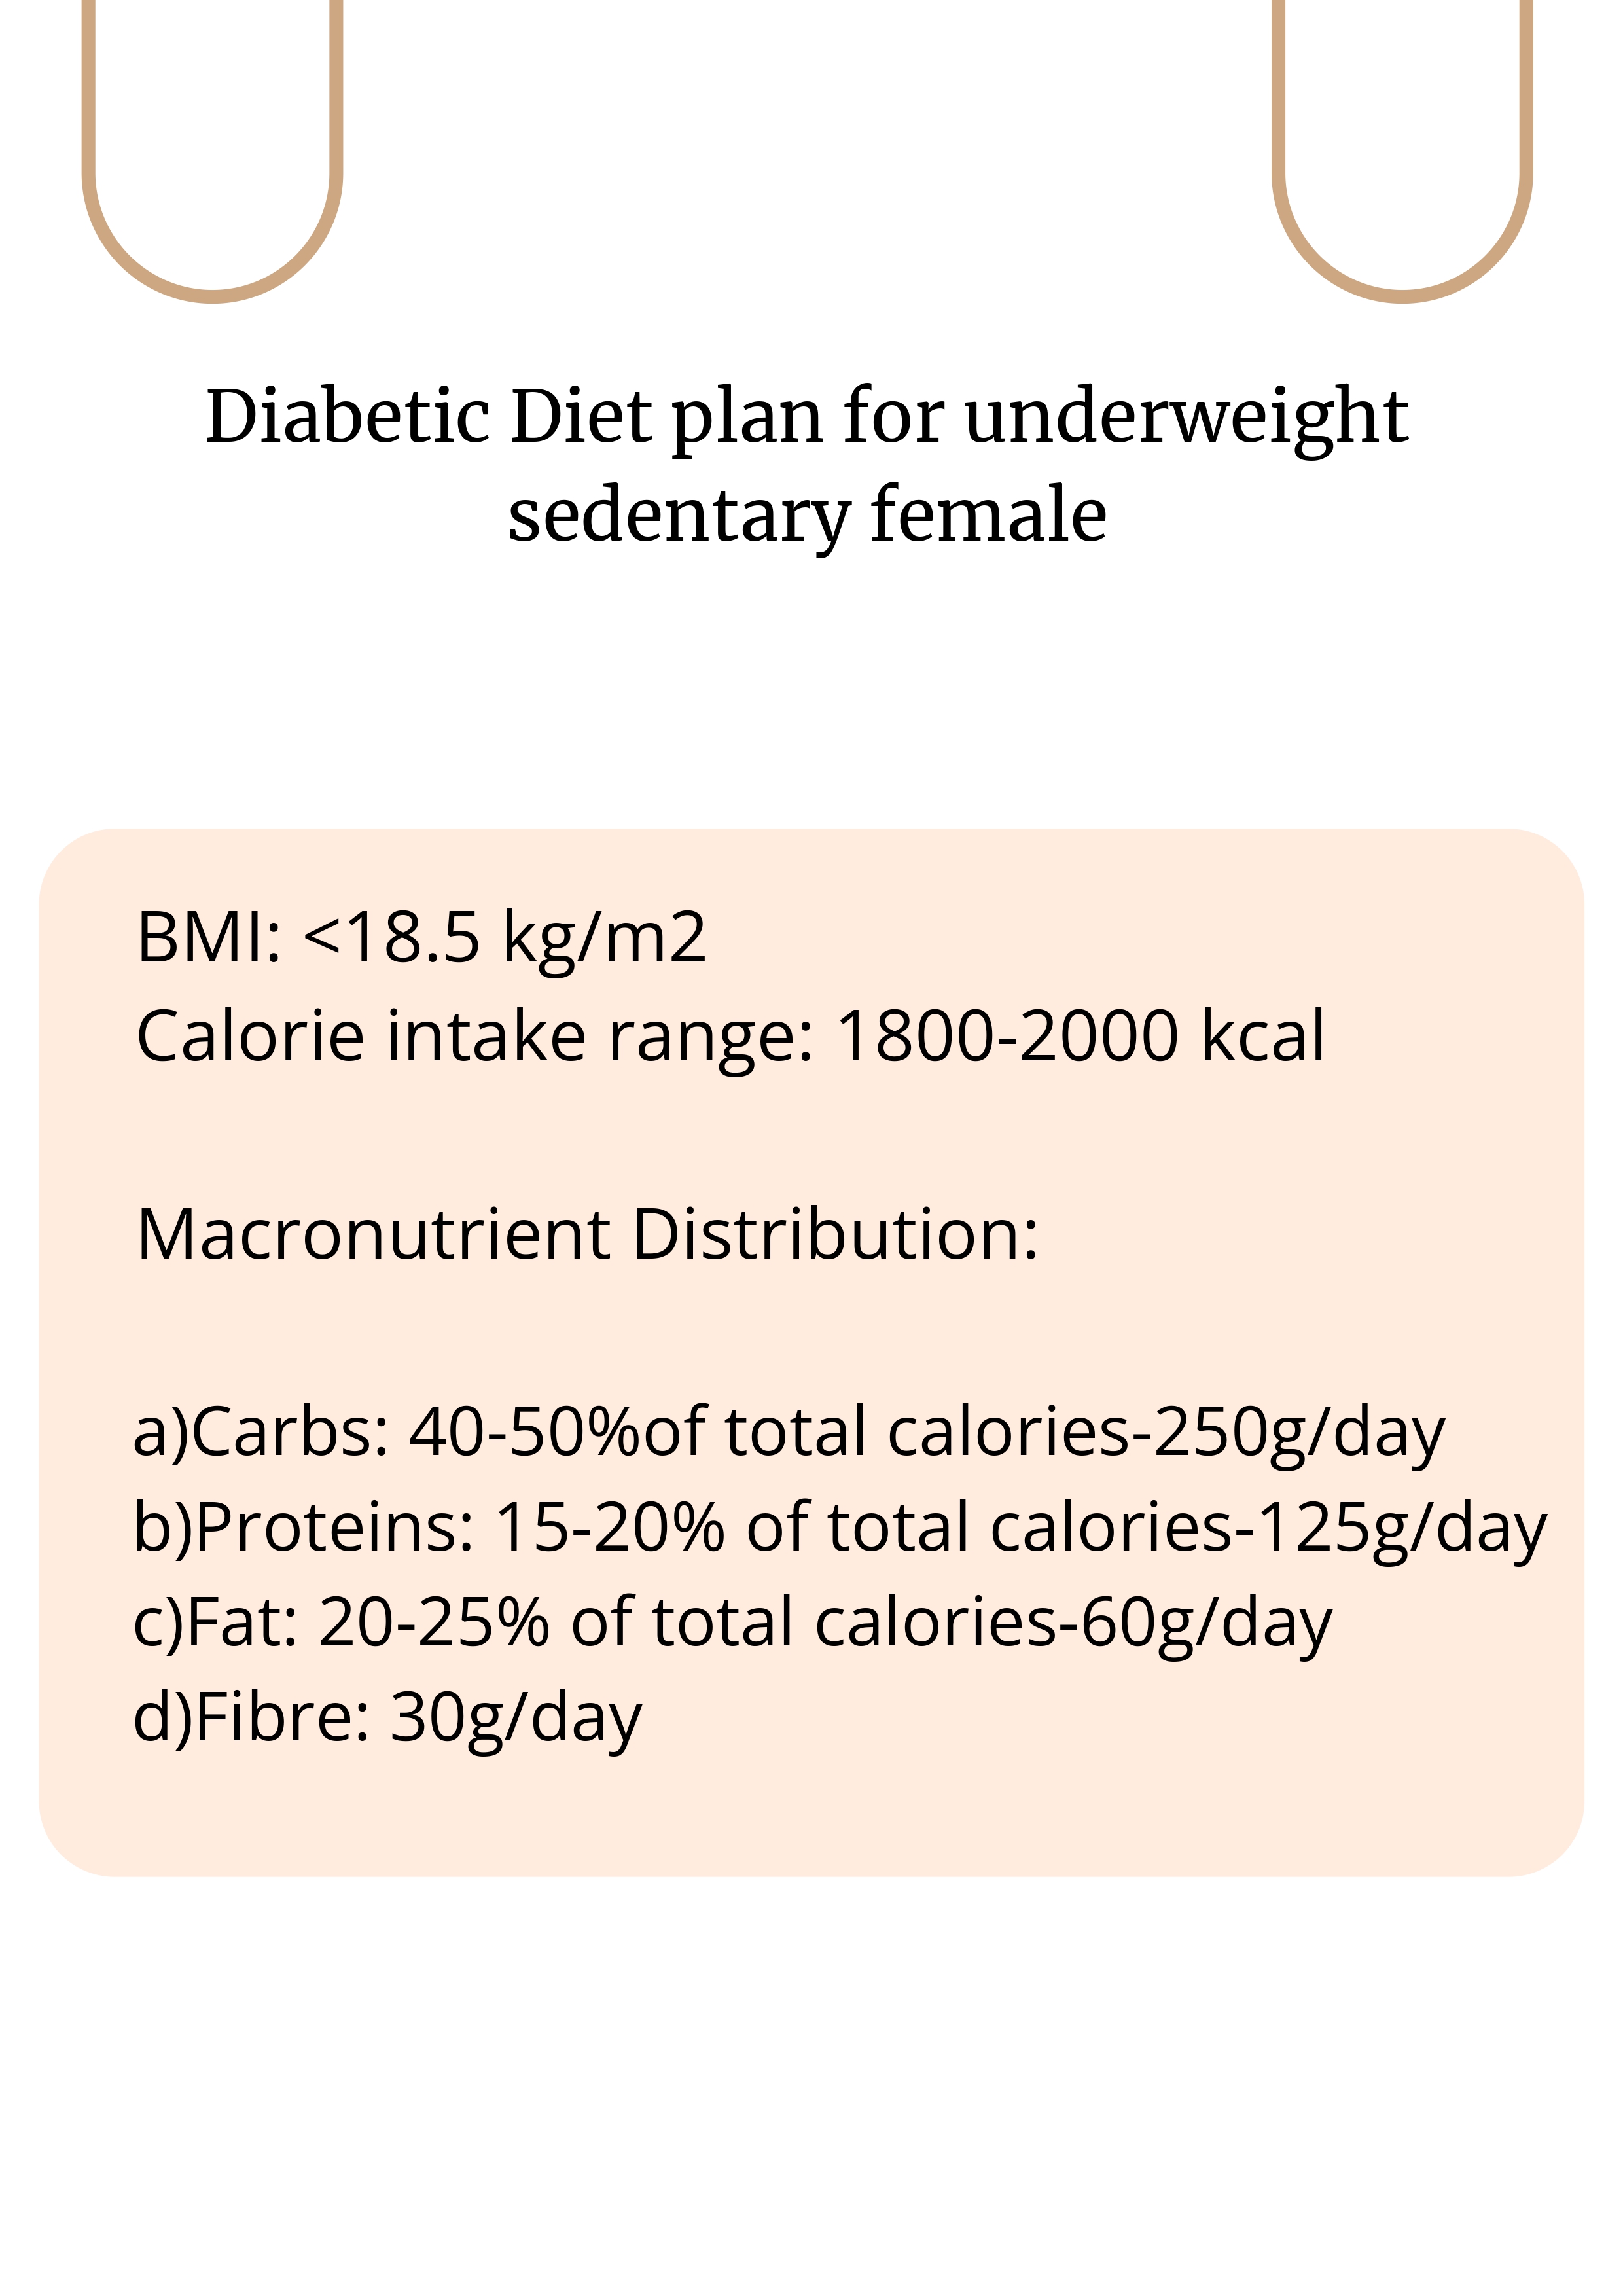 Diabetic Diet plan for underweight
sedentary female
BMI: <18.5 kg/m2
Calorie intake range: 1800-2000 kcal
Macronutrient Distribution:
a)Carbs: 40-50%of total calories-250g/day
b)Proteins: 15-20% of total calories-125g/day
c)Fat: 20-25% of total calories-60g/day
d)Fibre: 30g/day